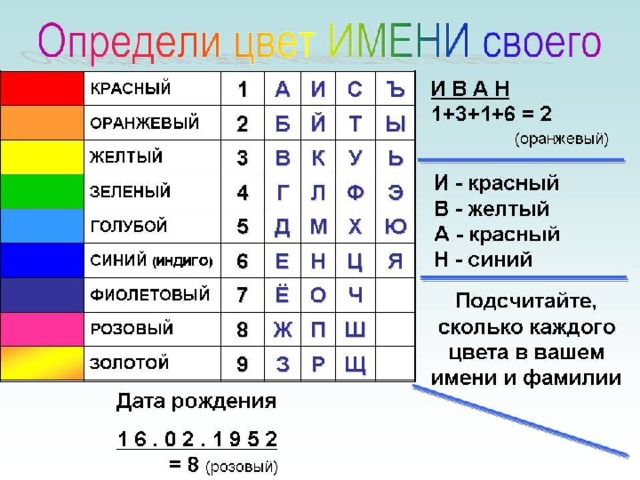 Определи цвет ИМЕНИ своего
КРАСНЫЙ 1 А И С Ъ
ОРАНЖЕВЫЙ 2 Б Й Т Ы
ЖЕЛТЫЙ 3 В К У Ь
ЗЕЛЕНЫЙ 4 Г Л Ф Э
ГОЛУБОЙ 5 Д М Х Ю
СИНИЙ (ИНДИГО) 6 Е Н Ц Я
ФИОЛЕТОВЫЙ 7 Ё О Ч
РОЗОВЫЙ 8 Ж П Ш
ЗОЛОТОЙ 9 З Р Щ
И В А Н
1+3+1+6 = 2
(оранжевый)
И - красный
В - желтый
А - красный
Н - синий
Подсчитайте,
сколько каждого
цвета в вашем
имени и фамилии
Дата рождения
1 6 . 0 2 . 1 9 5 2
= 8 (розовый)